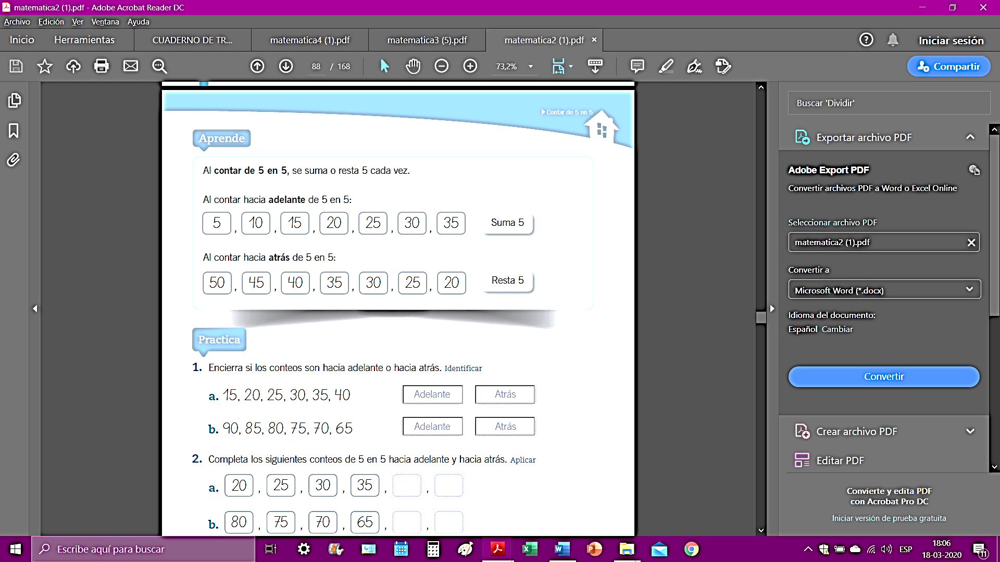 matematica2 (1).pdf - Adobe Acrobat Reader DC
Archivo Edición Ver Ventana Ayuda
Inicio Herramientas CUADERNO DE TR... matematica4 (1).pdf matematica3 (5).pdf matematica2 (1).pdf × Iniciar sesión
88 / 168 73,2% Compartir
Contar de 5 en 5
Aprende
Al contar de 5 en 5, se suma o resta 5 cada vez.
Al contar hacia adelante de 5 en 5:
5 , 10 , 15 , 20 , 25 , 30 , 35 Suma 5
Al contar hacia atrás de 5 en 5:
50 , 45 , 40 , 35 , 30 , 25 , 20 Resta 5
Practica
1. Encierra si los conteos son hacia adelante o hacia atrás. Identificar
a. 15, 20, 25, 30, 35, 40 Adelante Atrás
b. 90, 85, 80, 75, 70, 65 Adelante Atrás
2. Completa los siguientes conteos de 5 en 5 hacia adelante y hacia atrás. Aplicar
a. 20 , 25 , 30 , 35 , ,
b. 80 , 75 , 70 , 65 , ,
Buscar 'Dividir'
Exportar archivo PDF
Adobe Export PDF
Convertir archivos PDF a Word o Excel Online
Seleccionar archivo PDF
matematica2 (1).pdf
Convertir a
Microsoft Word (*.docx)
Idioma del documento:
Español Cambiar
Convertir
Crear archivo PDF
Editar PDF
Convierte y edita PDF
con Acrobat Pro DC
Iniciar versión de prueba gratuita
Escribe aquí para buscar
ESP
18:06
18-03-2020
11